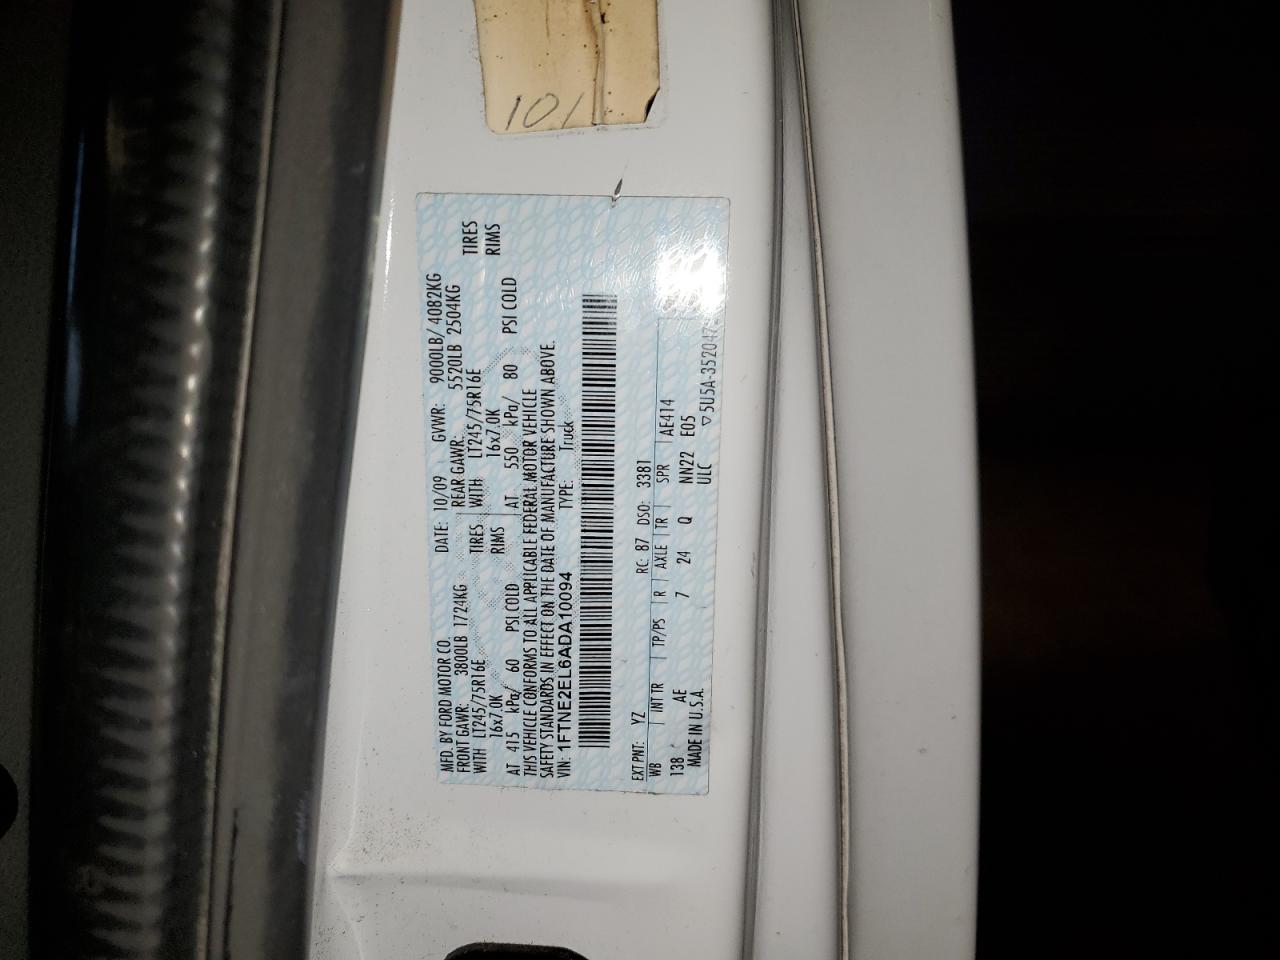 101
MFD. BY FORD MOTOR CO. DATE: 10/09 GVWR: 9000LB/ 4082KG
FRONT GAWR: 3800LB 1724KG REAR GAWR: 5520LB 2504KG
WITH LT245/75R16E TIRES WITH LT245/75R16E TIRES
16x7.0K RIMS 16x7.0K RIMS
AT 415 kPa/ 60 PSI COLD AT 550 kPa/ 80 PSI COLD
THIS VEHICLE CONFORMS TO ALL APPLICABLE FEDERAL MOTOR VEHICLE
SAFETY STANDARDS IN EFFECT ON THE DATE OF MANUFACTURE SHOWN ABOVE.
VIN: 1FTNE2EL6ADA10094 TYPE: Truck
EXT PNT: YZ RC: 87 DSO: 3381
WB INT TR TP/PS R AXLE TR SPR AE414
138 AE 7 24 Q NN22 E05
MADE IN U.S.A. ULC